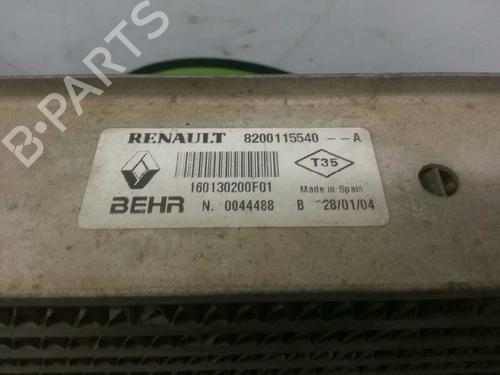 B-PARTS
RENAULT 8200115540 --A
T35
160130200F01 Made in Spain
BEHR N. 0044488 B 28/01/04